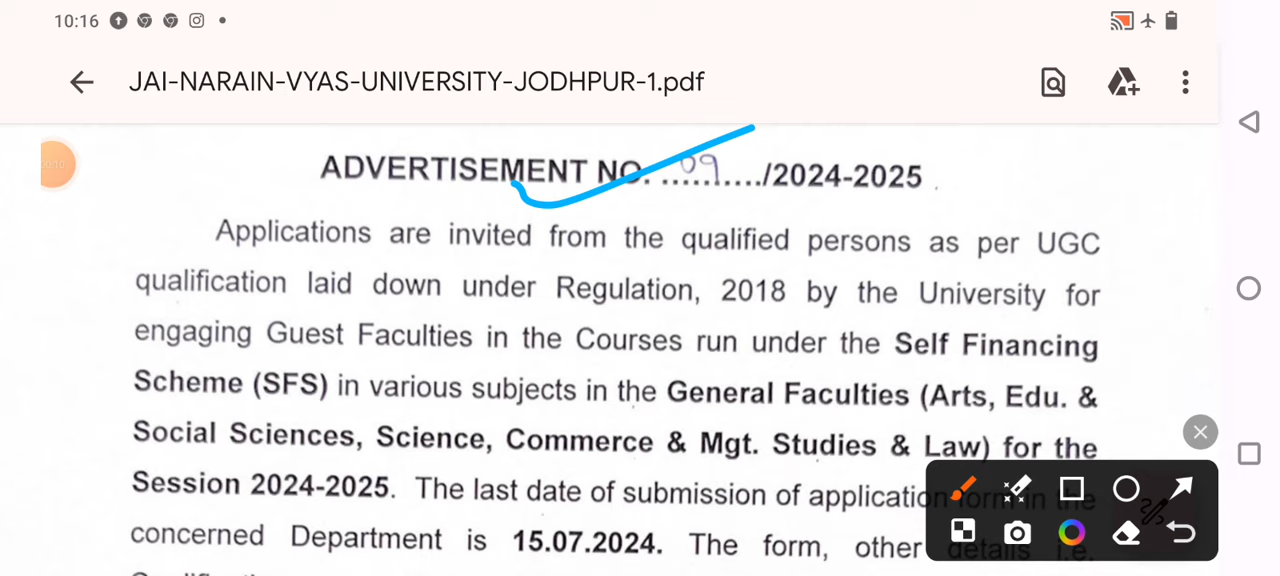 10:16
JAI-NARAIN-VYAS-UNIVERSITY-JODHPUR-1.pdf
ADVERTISEMENT NO. ....09..../2024-2025
Applications are invited from the qualified persons as per UGC
qualification laid down under Regulation, 2018 by the University for
engaging Guest Faculties in the Courses run under the Self Financing
Scheme (SFS) in various subjects in the General Faculties (Arts, Edu. &
Social Sciences, Science, Commerce & Mgt. Studies & Law) for the
Session 2024-2025. The last date of submission of application form in the
concerned Department is 15.07.2024. The form, other details i.e.